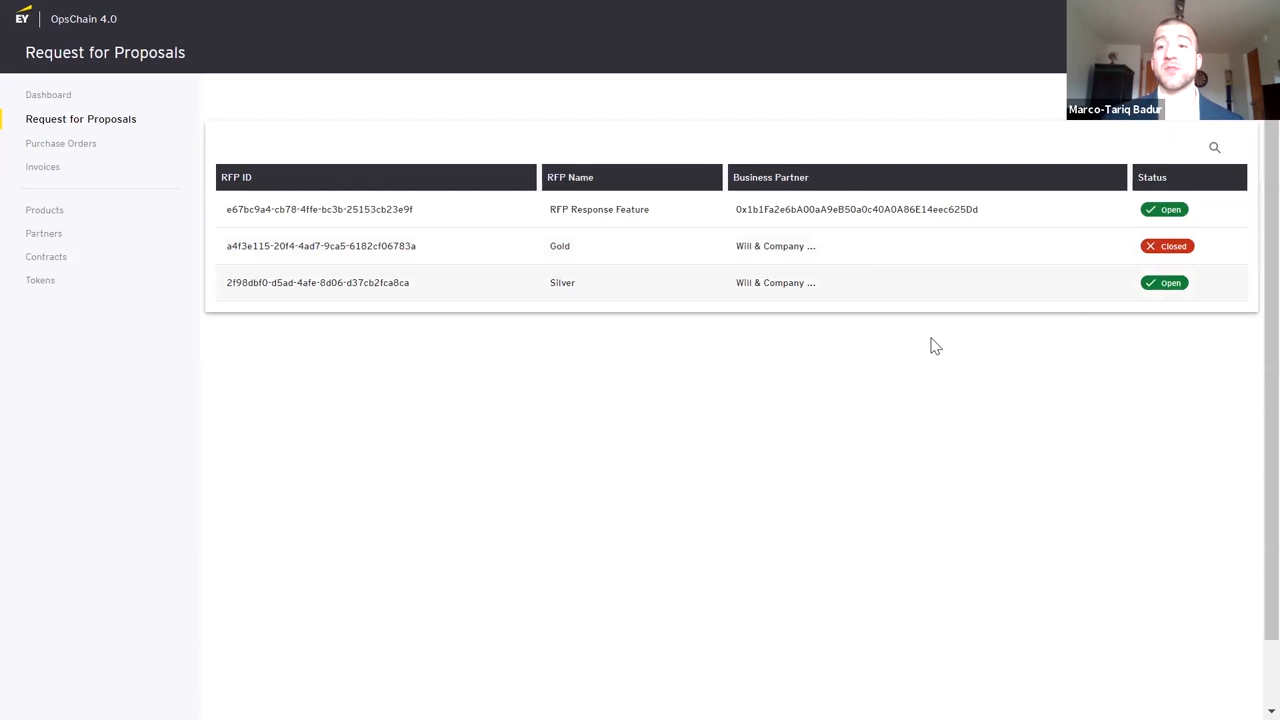 EY OpsChain 4.0
Request for Proposals
Marco-Tariq Badur
Dashboard
Request for Proposals
Purchase Orders
Invoices
Products
Partners
Contracts
Tokens
RFP ID RFP Name Business Partner Status
e67bc9a4-cb78-4ffe-bc3b-25153cb23e9f RFP Response Feature 0x1b1Fa2e6bA00aA9eB50a0c40A0A86E14eec625Dd Open
a4f3e115-20f4-4ad7-9ca5-6182cf06783a Gold Will & Company ... Closed
2f98dbf0-d5ad-4afe-8d06-d37cb2fca8ca Silver Will & Company ... Open